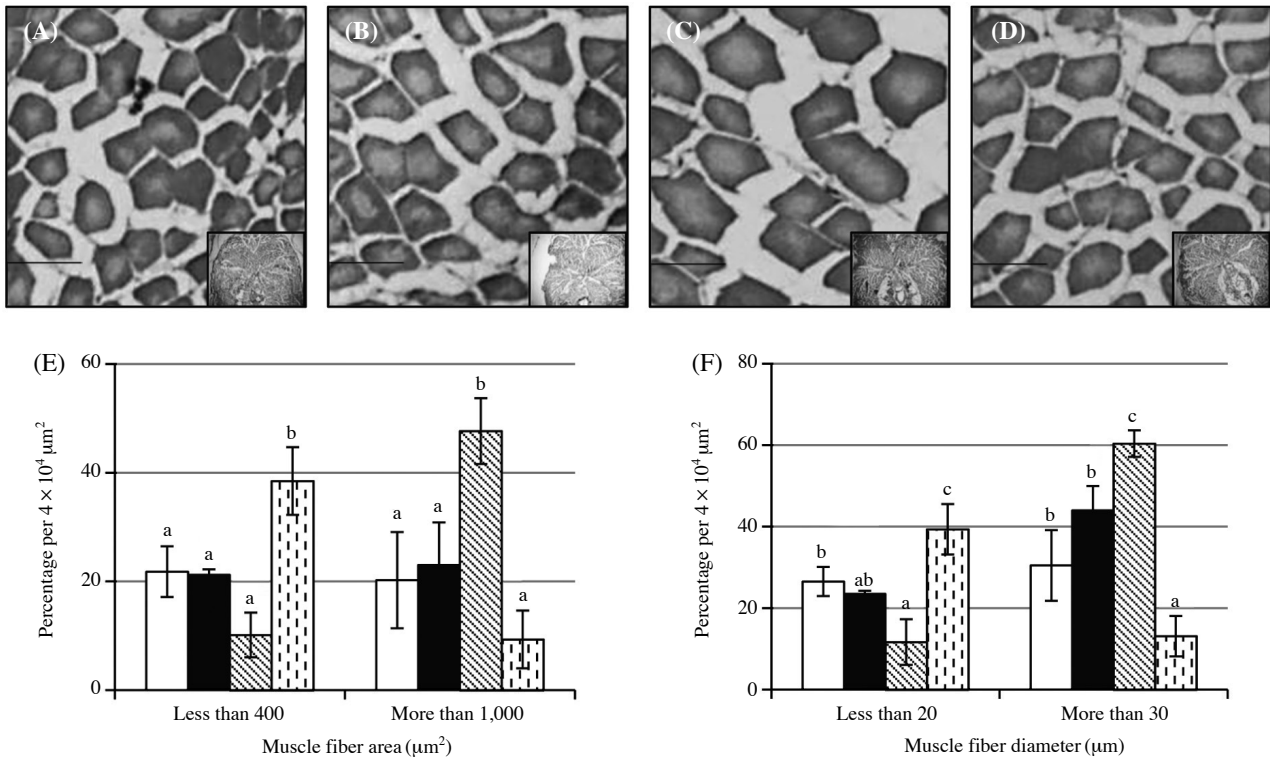 (A)
(B)
(C)
(D)
(E)
60
40
20
0
Percentage per 4 × 10⁴ μm²
a
a
a
b
a
a
b
a
Less than 400
More than 1,000
Muscle fiber area (μm²)
(F)
80
60
40
20
0
Percentage per 4 × 10⁴ μm²
b
ab
a
c
b
b
c
a
Less than 20
More than 30
Muscle fiber diameter (μm)